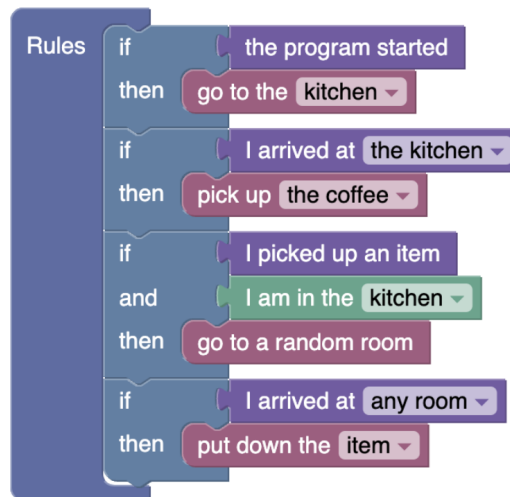 Rules if the program started
then go to the kitchen
if I arrived at the kitchen
then pick up the coffee
if I picked up an item
and I am in the kitchen
then go to a random room
if I arrived at any room
then put down the item